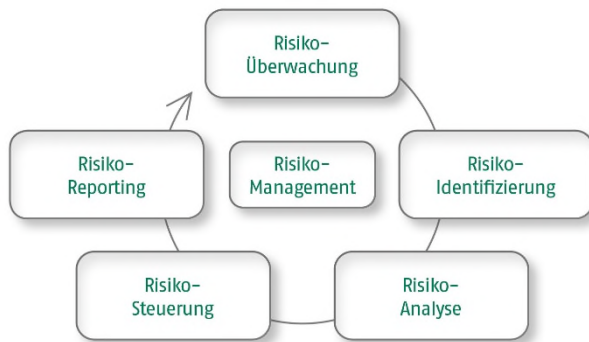 Risiko-
Überwachung
Risiko-
Identifizierung
Risiko-
Analyse
Risiko-
Steuerung
Risiko-
Reporting
Risiko-
Management